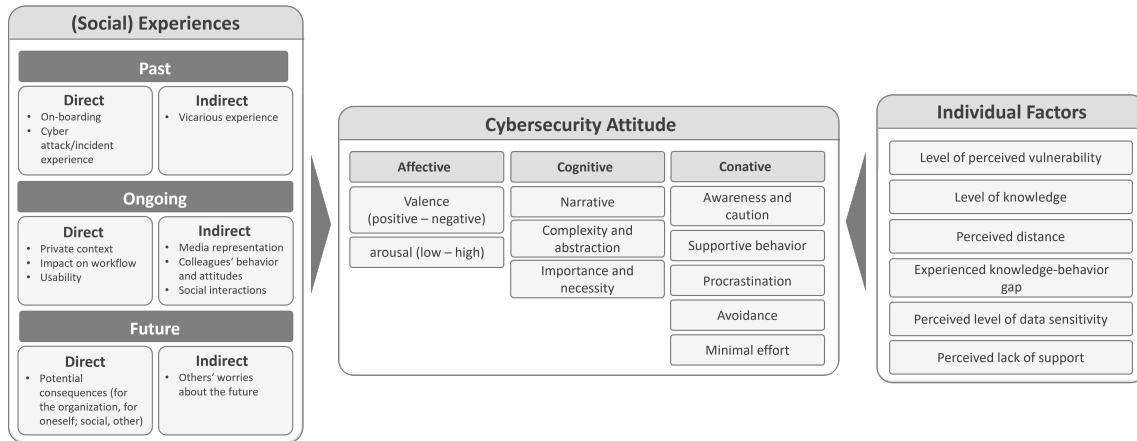 (Social) Experiences
Past
Direct
• On-boarding
• Cyber
attack/incident
experience
Indirect
• Vicarious experience
Ongoing
Direct
• Private context
• Impact on workflow
• Usability
Indirect
• Media representation
• Colleagues‘ behavior
and attitudes
• Social interactions
Future
Direct
• Potential
consequences (for
the organization, for
oneself; social, other)
Indirect
• Others‘ worries
about the future
Cybersecurity Attitude
Affective
Valence
(positive – negative)
arousal (low – high)
Cognitive
Narrative
Complexity and
abstraction
Importance and
necessity
Conative
Awareness and
caution
Supportive behavior
Procrastination
Avoidance
Minimal effort
Individual Factors
Level of perceived vulnerability
Level of knowledge
Perceived distance
Experienced knowledge-behavior
gap
Perceived level of data sensitivity
Perceived lack of support